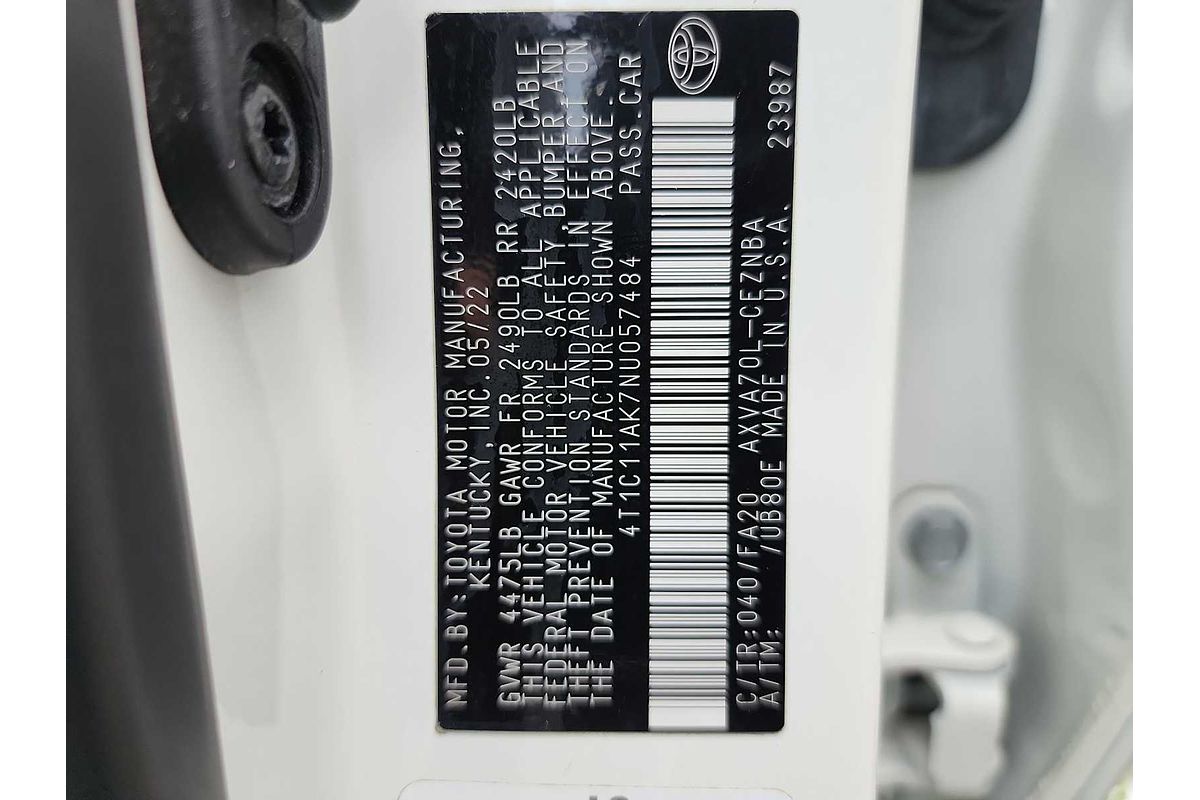 MFD.BY:TOYOTA MOTOR MANUFACTURING,
KENTUCKY, INC. 05/22
GVWR 4475LB GAWR FR 2490LB RR 2420LB
THIS VEHICLE CONFORMS TO ALL APPLICABLE
FEDERAL MOTOR VEHICLE SAFETY, BUMPER, AND
THEFT PREVENTION STANDARDS IN EFFECT ON
THE DATE OF MANUFACTURE SHOWN ABOVE.
4T1C11AK7NU057484 PASS.CAR
C/TR:040/FA20 AXVA70L-CEZNBA
A/TM: /UB80E MADE IN U.S.A. 23987